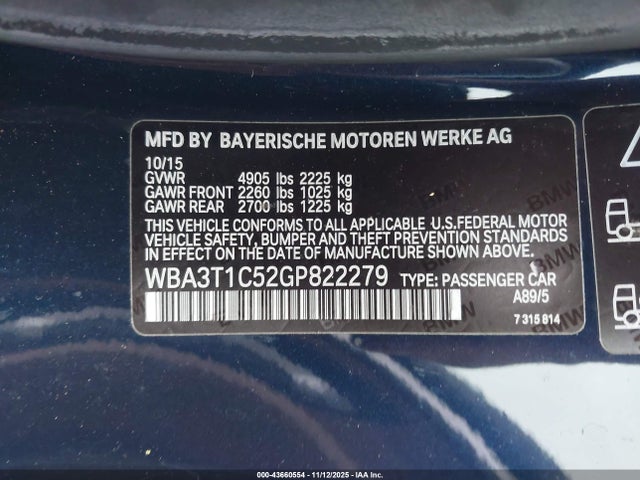 MFD BY BAYERISCHE MOTOREN WERKE AG
10/15
GVWR 4905 lbs 2225 kg
GAWR FRONT 2260 lbs 1025 kg
GAWR REAR 2700 lbs 1225 kg
THIS VEHICLE CONFORMS TO ALL APPLICABLE U.S.FEDERAL MOTOR
VEHICLE SAFETY, BUMPER AND THEFT PREVENTION STANDARDS
IN EFFECT ON THE DATE OF MANUFACTURE SHOWN ABOVE.
WBA3T1C52GP822279 TYPE: PASSENGER CAR
A89/5
7 315 814
000-43660554 - 11/12/2025 - IAA Inc.